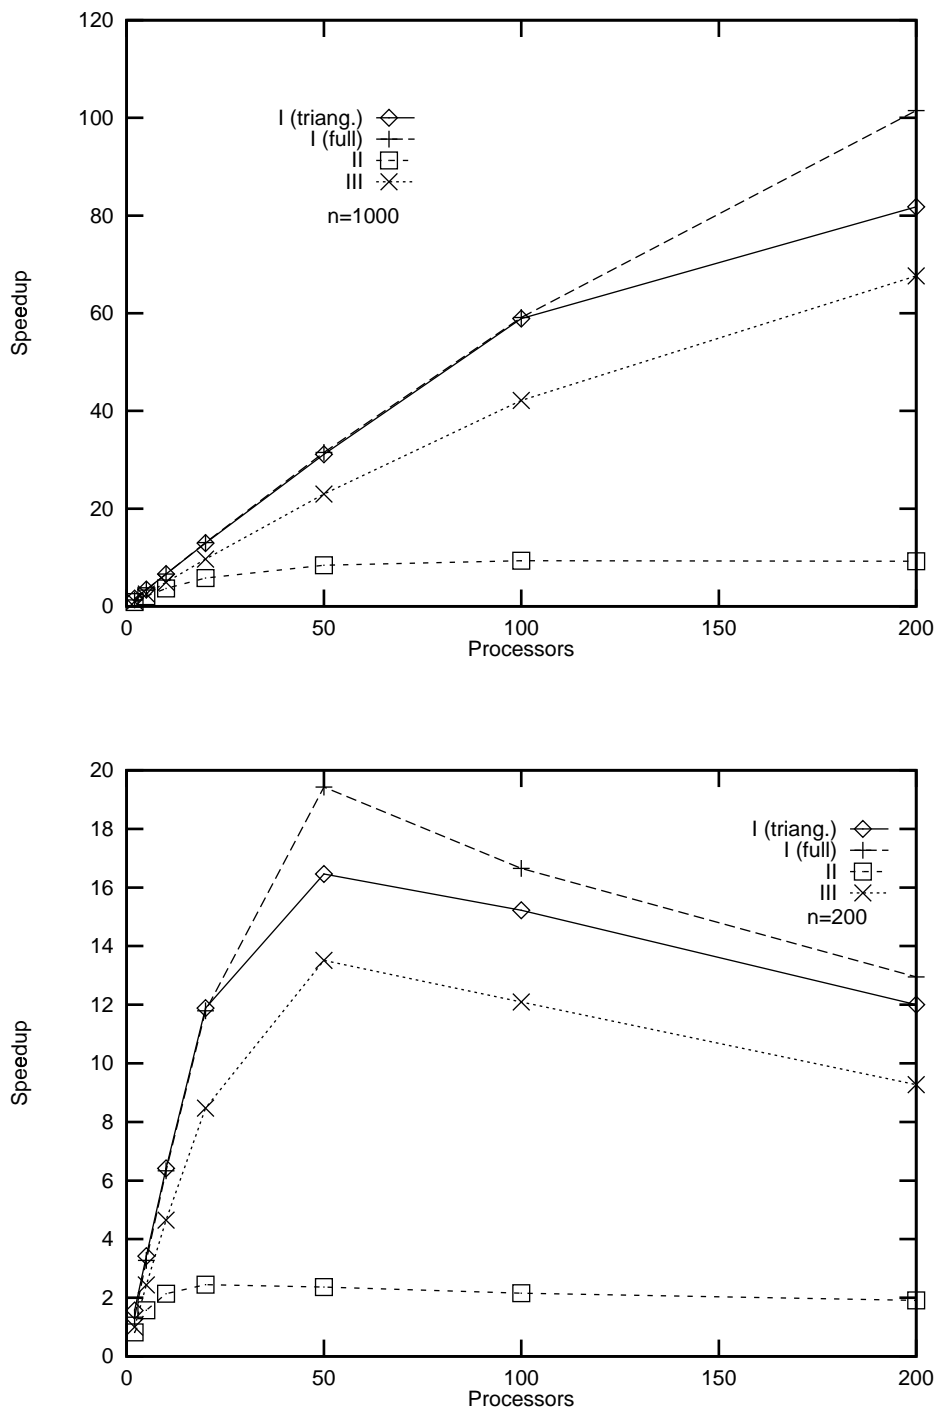 120
100
80
60
40
20
0
Speedup
I (triang.)
I (full)
II
III
n=1000
0 50 100 150 200
Processors
20
18
16
14
12
10
8
6
4
2
0
Speedup
I (triang.)
I (full)
II
III
n=200
0 50 100 150 200
Processors